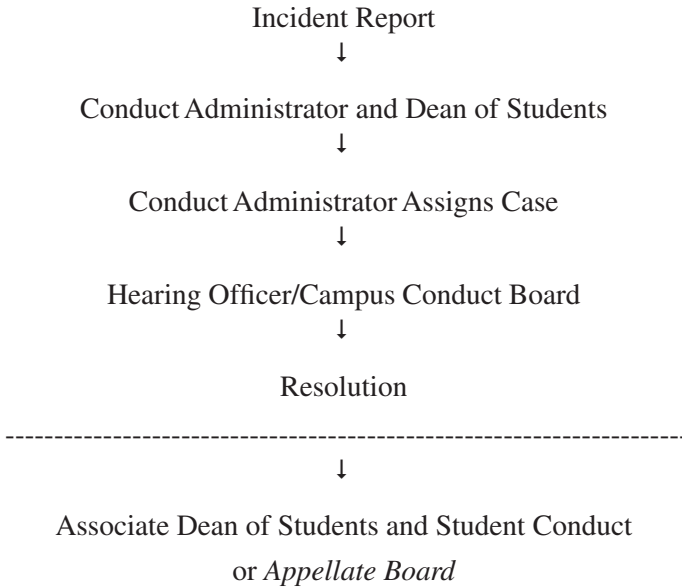 Incident Report
↓
Conduct Administrator and Dean of Students
↓
Conduct Administrator Assigns Case
↓
Hearing Officer/Campus Conduct Board
↓
Resolution
↓
Associate Dean of Students and Student Conduct
or Appellate Board